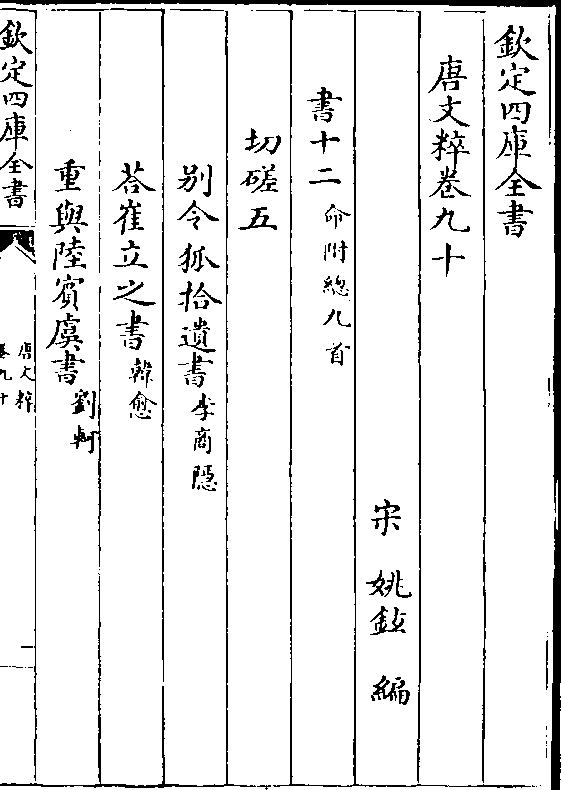 欽定四庫全書
唐文粹卷九十
宋 姚鉉 編
書十二 命附總九首
切磋五
别令狐拾遺書 李商隱
荅崔立之書 韓愈
重與陸賓虞書 劉軻
欽定四庫全書
唐文粹
卷九十
一